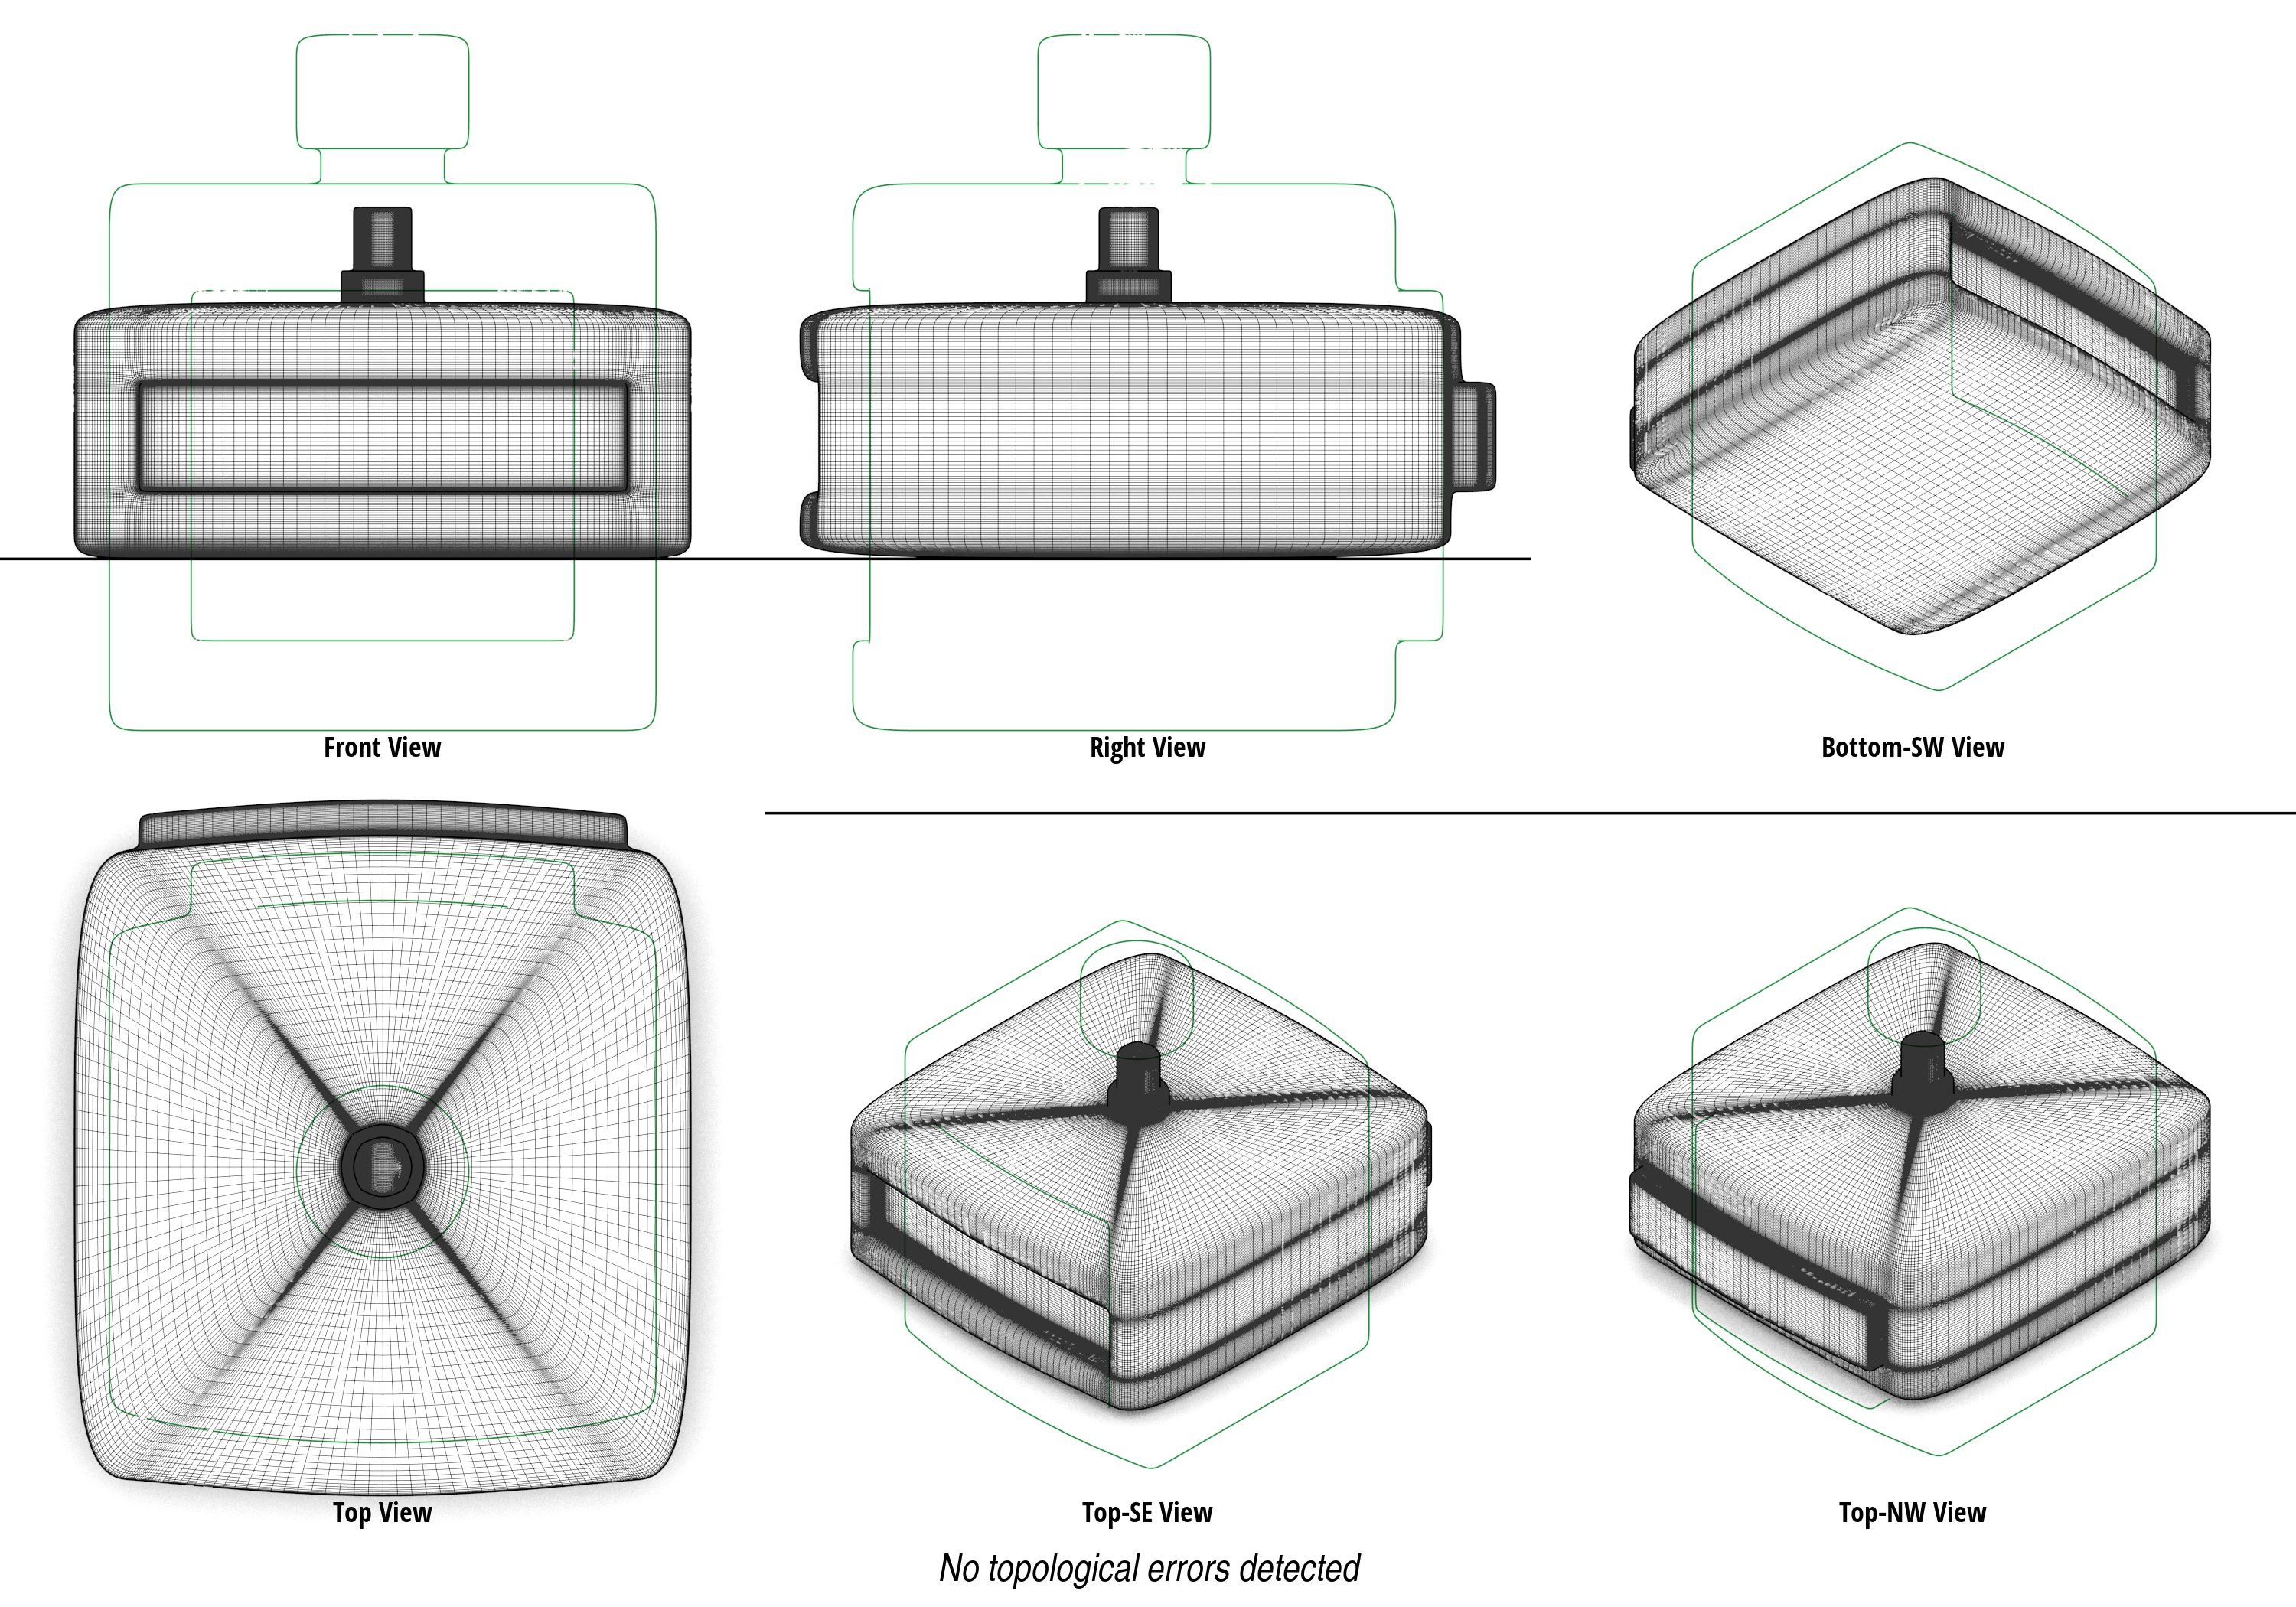 Front View
Right View
Bottom-SW View
Top View
Top-SE View
Top-NW View
No topological errors detected